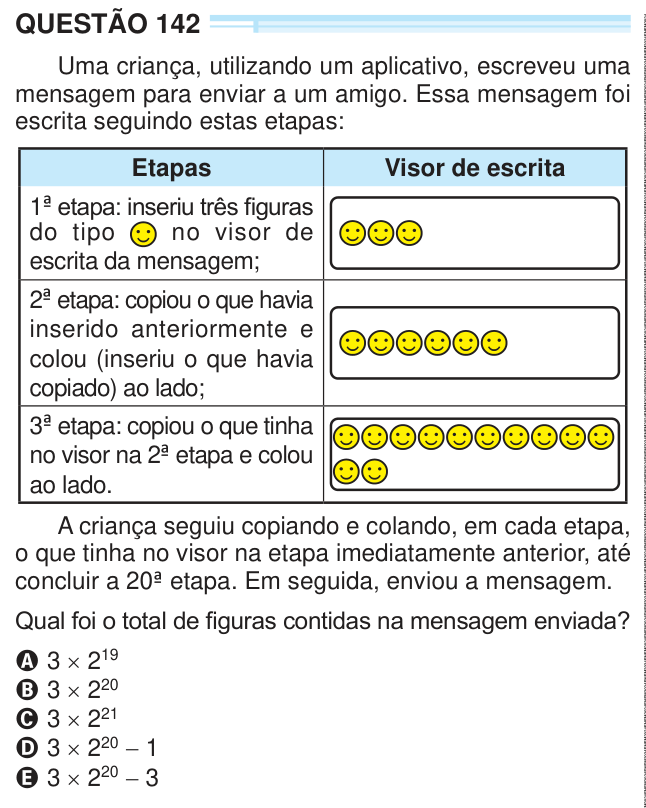 QUESTÃO 142
Uma criança, utilizando um aplicativo, escreveu uma
mensagem para enviar a um amigo. Essa mensagem foi
escrita seguindo estas etapas:
Etapas
Visor de escrita
1ª etapa: inseriu três figuras
do tipo no visor de
escrita da mensagem;
2ª etapa: copiou o que havia
inserido anteriormente e
colou (inseriu o que havia
copiado) ao lado;
3ª etapa: copiou o que tinha
no visor na 2ª etapa e colou
ao lado.
A criança seguiu copiando e colando, em cada etapa,
o que tinha no visor na etapa imediatamente anterior, até
concluir a 20ª etapa. Em seguida, enviou a mensagem.
Qual foi o total de figuras contidas na mensagem enviada?
A 3 × 2¹⁹
B 3 × 2²⁰
C 3 × 2²¹
D 3 × 2²⁰ – 1
E 3 × 2²⁰ – 3